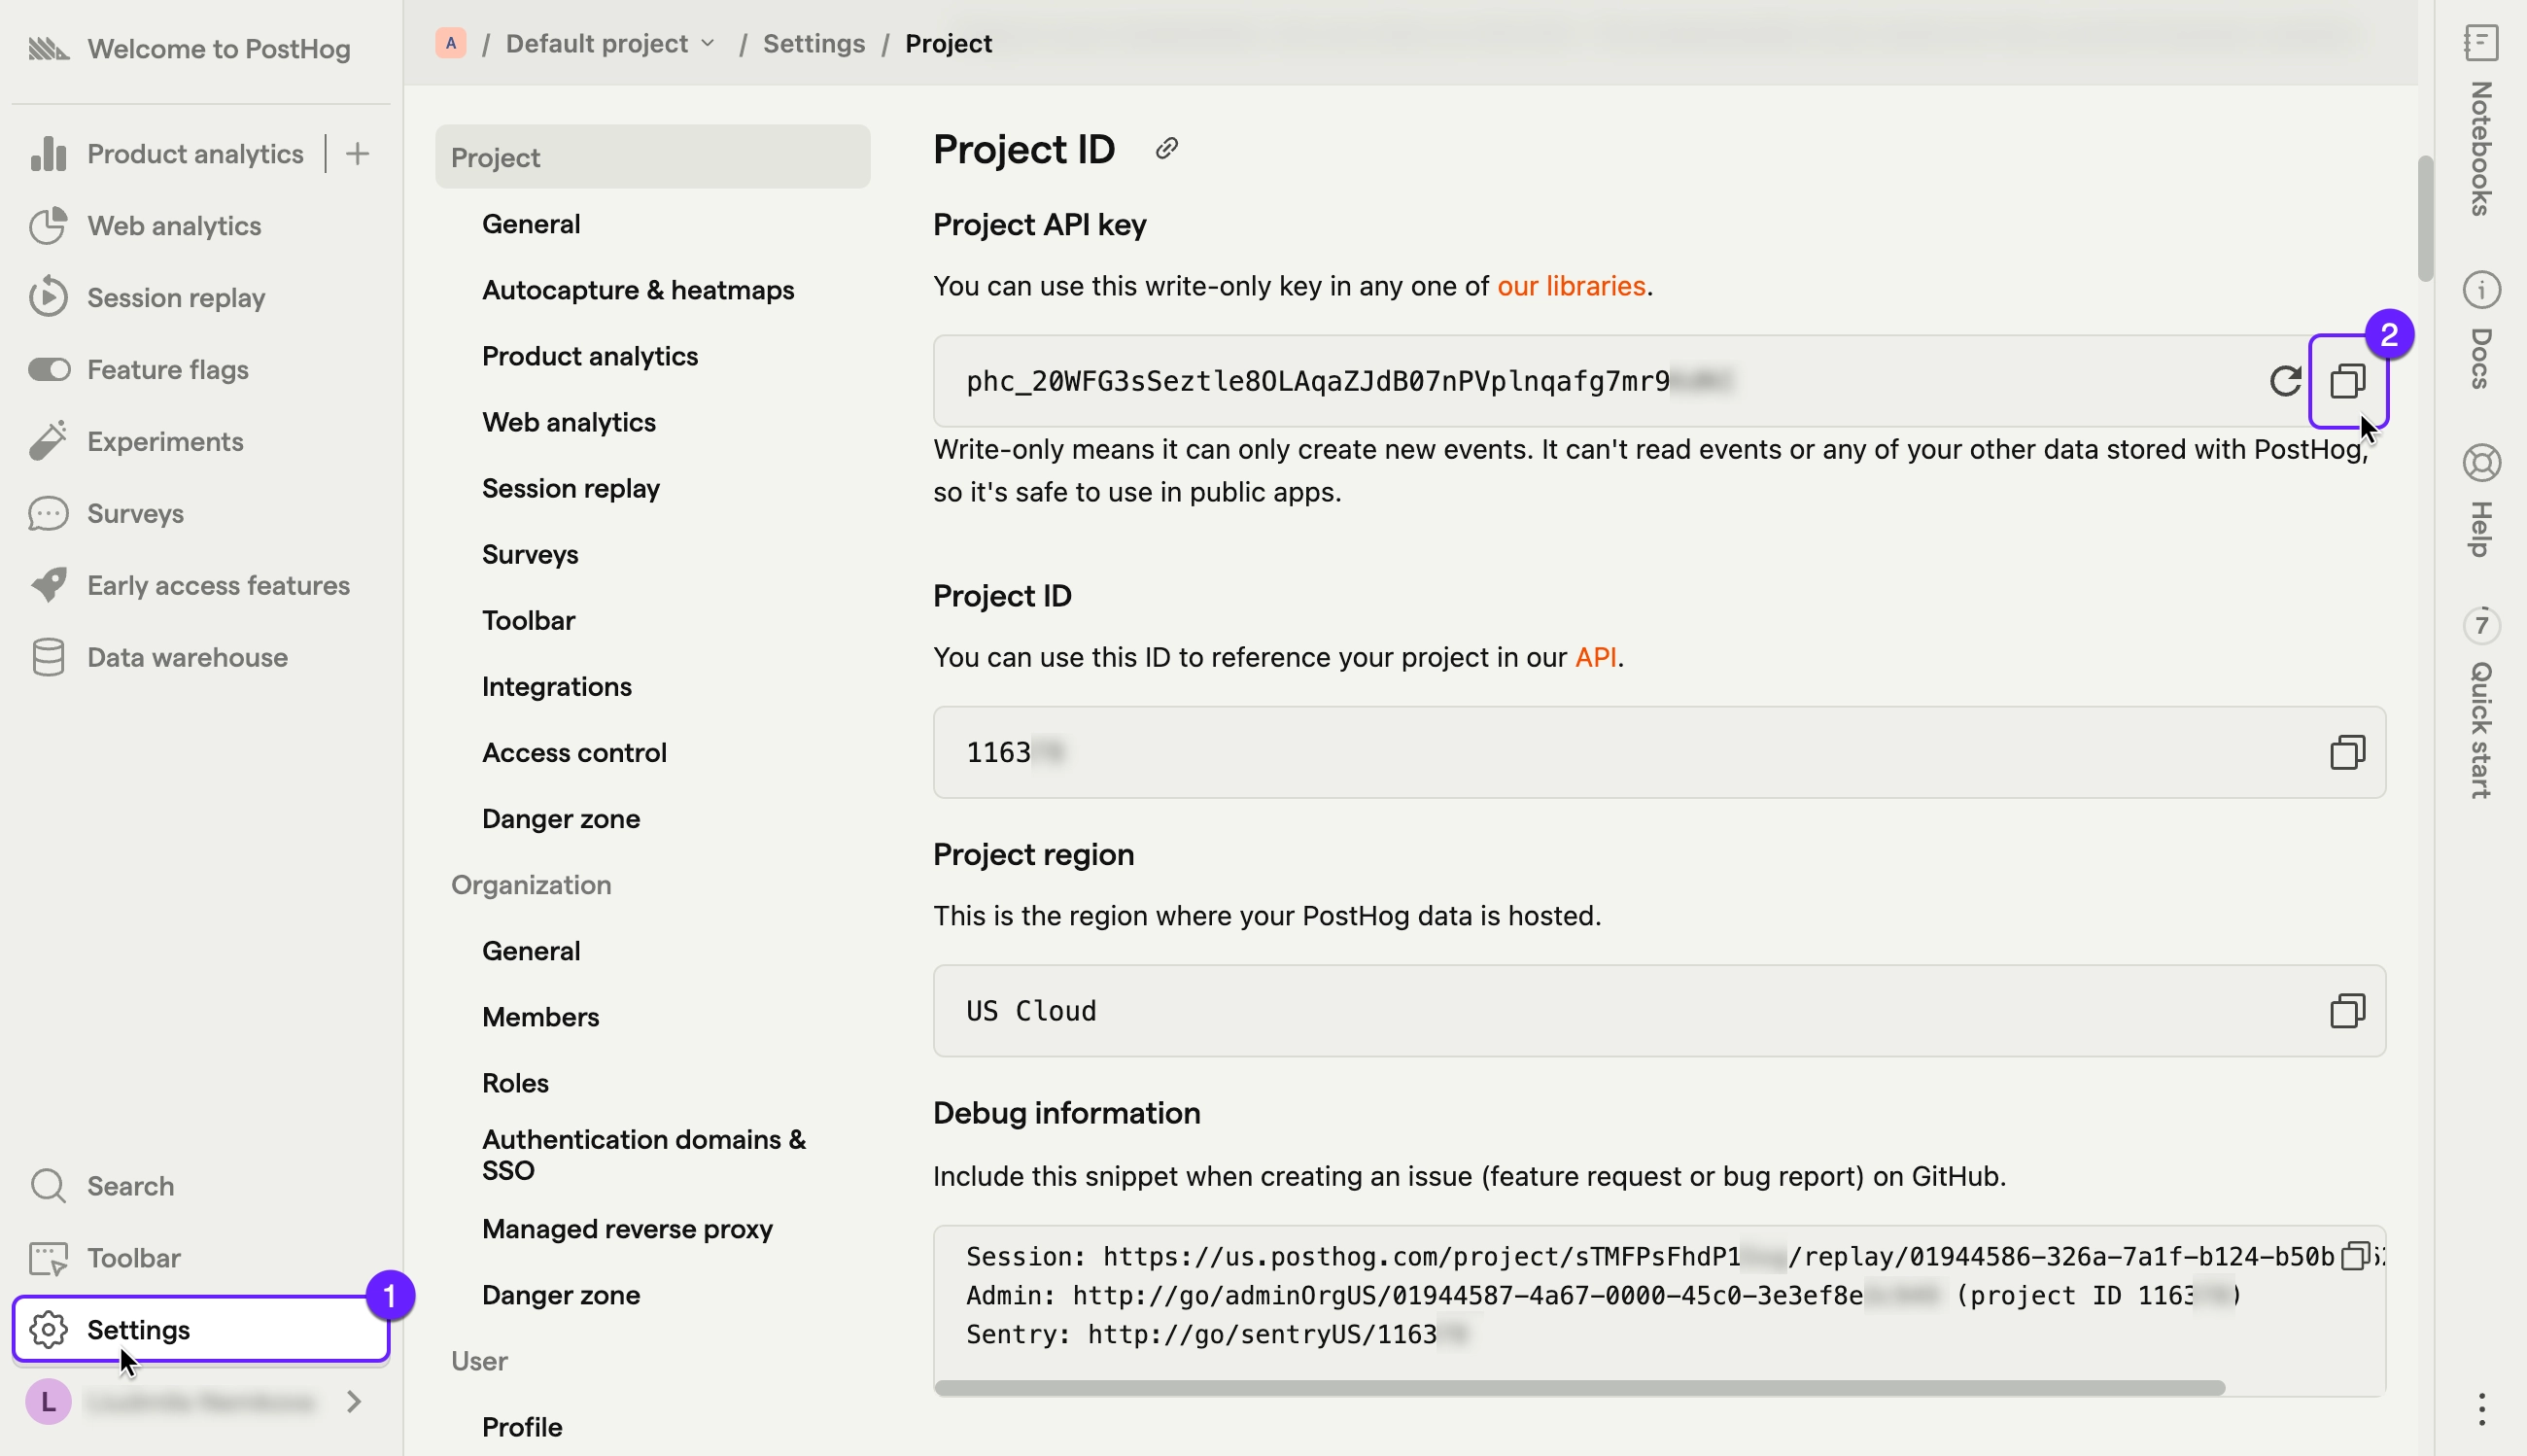 Welcome to PostHog
Product analytics
Web analytics
Session replay
Feature flags
Experiments
Surveys
Early access features
Data warehouse
Search
Toolbar
1
Settings
L
A / Default project / Settings / Project
Project
General
Autocapture & heatmaps
Product analytics
Web analytics
Session replay
Surveys
Toolbar
Integrations
Access control
Danger zone
Organization
General
Members
Roles
Authentication domains &
SSO
Managed reverse proxy
Danger zone
User
Profile
Project ID
Project API key
You can use this write-only key in any one of our libraries.
2
phc_20WFG3sSeztle8OLAqaZJdB07nPVplnqafg7mr9
Write-only means it can only create new events. It can't read events or any of your other data stored with PostHog,
so it's safe to use in public apps.
Project ID
You can use this ID to reference your project in our API.
1163
Project region
This is the region where your PostHog data is hosted.
US Cloud
Debug information
Include this snippet when creating an issue (feature request or bug report) on GitHub.
Session: https://us.posthog.com/project/sTMFPsFhdP1 /replay/01944586-326a-7a1f-b124-b50b
Admin: http://go/adminOrgUS/01944587-4a67-0000-45c0-3e3ef8e (project ID 1163 )
Sentry: http://go/sentryUS/1163
Notebooks
Docs
Help
7
Quick start